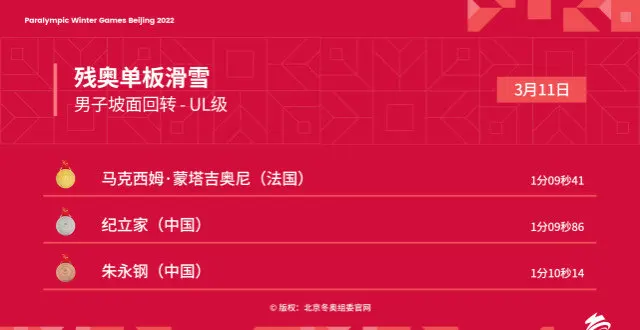 Paralympic Winter Games Beijing 2022
残奥单板滑雪
男子坡面回转 - UL级
3月11日
马克西姆·蒙塔吉奥尼（法国） 1分09秒41
纪立家（中国） 1分09秒86
朱永钢（中国） 1分10秒14
© 版权：北京冬奥组委官网